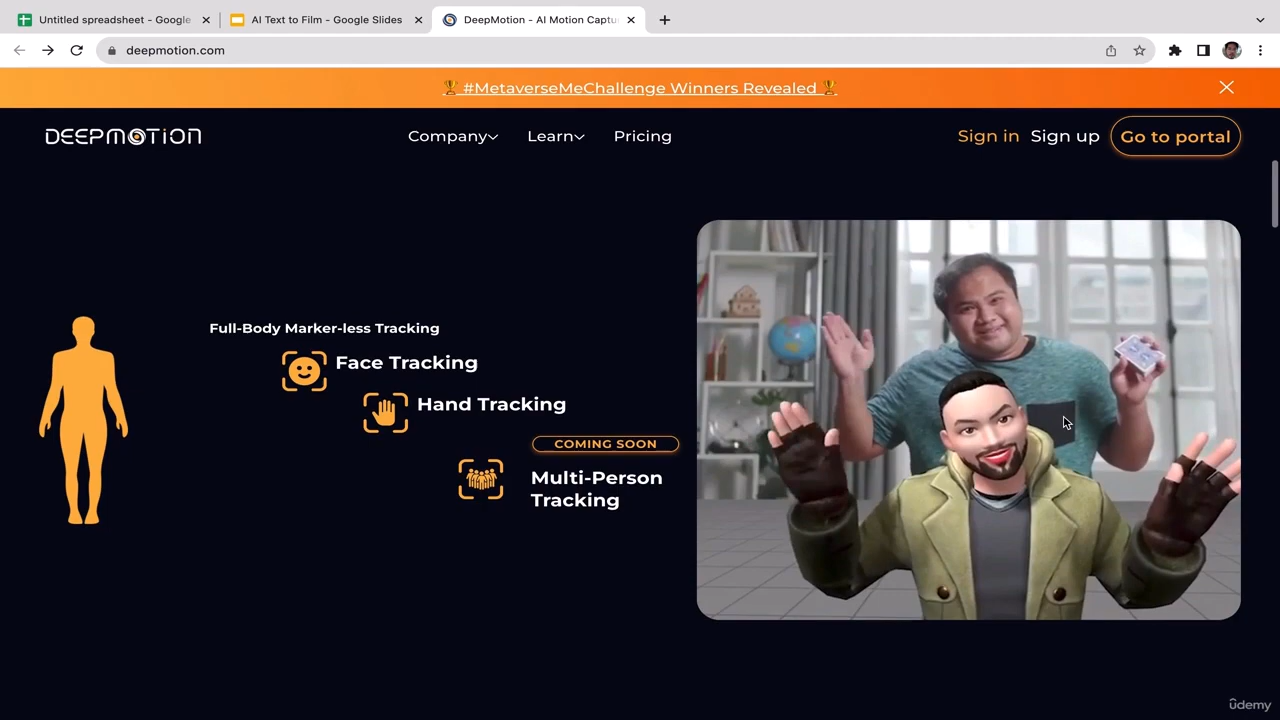 Untitled spreadsheet - Google
AI Text to Film - Google Slides
DeepMotion - AI Motion Captu
deepmotion.com
🏆 #MetaverseMeChallenge Winners Revealed 🏆
DEEPMOTION
Company
Learn
Pricing
Sign in
Sign up
Go to portal
Full-Body Marker-less Tracking
Face Tracking
Hand Tracking
COMING SOON
Multi-Person
Tracking
ûdemy